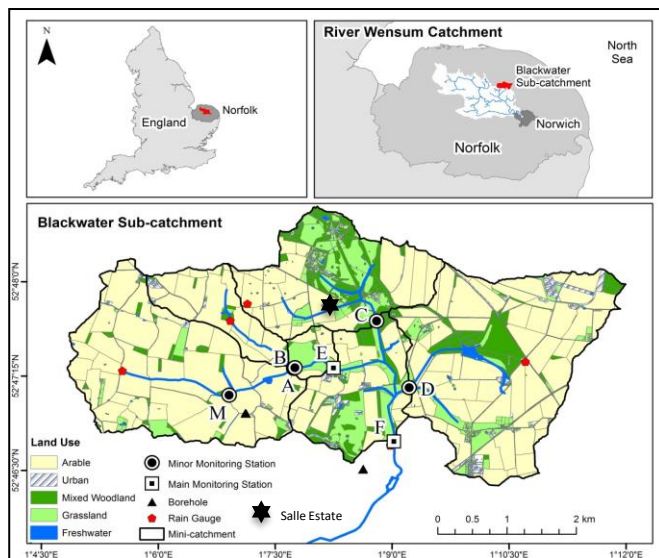 N
England
Norfolk
River Wensum Catchment
North
Sea
Blackwater
Sub-catchment
Norwich
Norfolk
Blackwater Sub-catchment
52°48'0"N
52°47'15"N
52°46'30"N
C
B
E
A
D
M
F
Land Use
Arable
Urban
Mixed Woodland
Grassland
Freshwater
Minor Monitoring Station
Main Monitoring Station
Borehole
Rain Gauge
Mini-catchment
Salle Estate
0 0.5 1 2 km
1°4'30"E 1°6'0"E 1°7'30"E 1°9'0"E 1°10'30"E 1°12'0"E